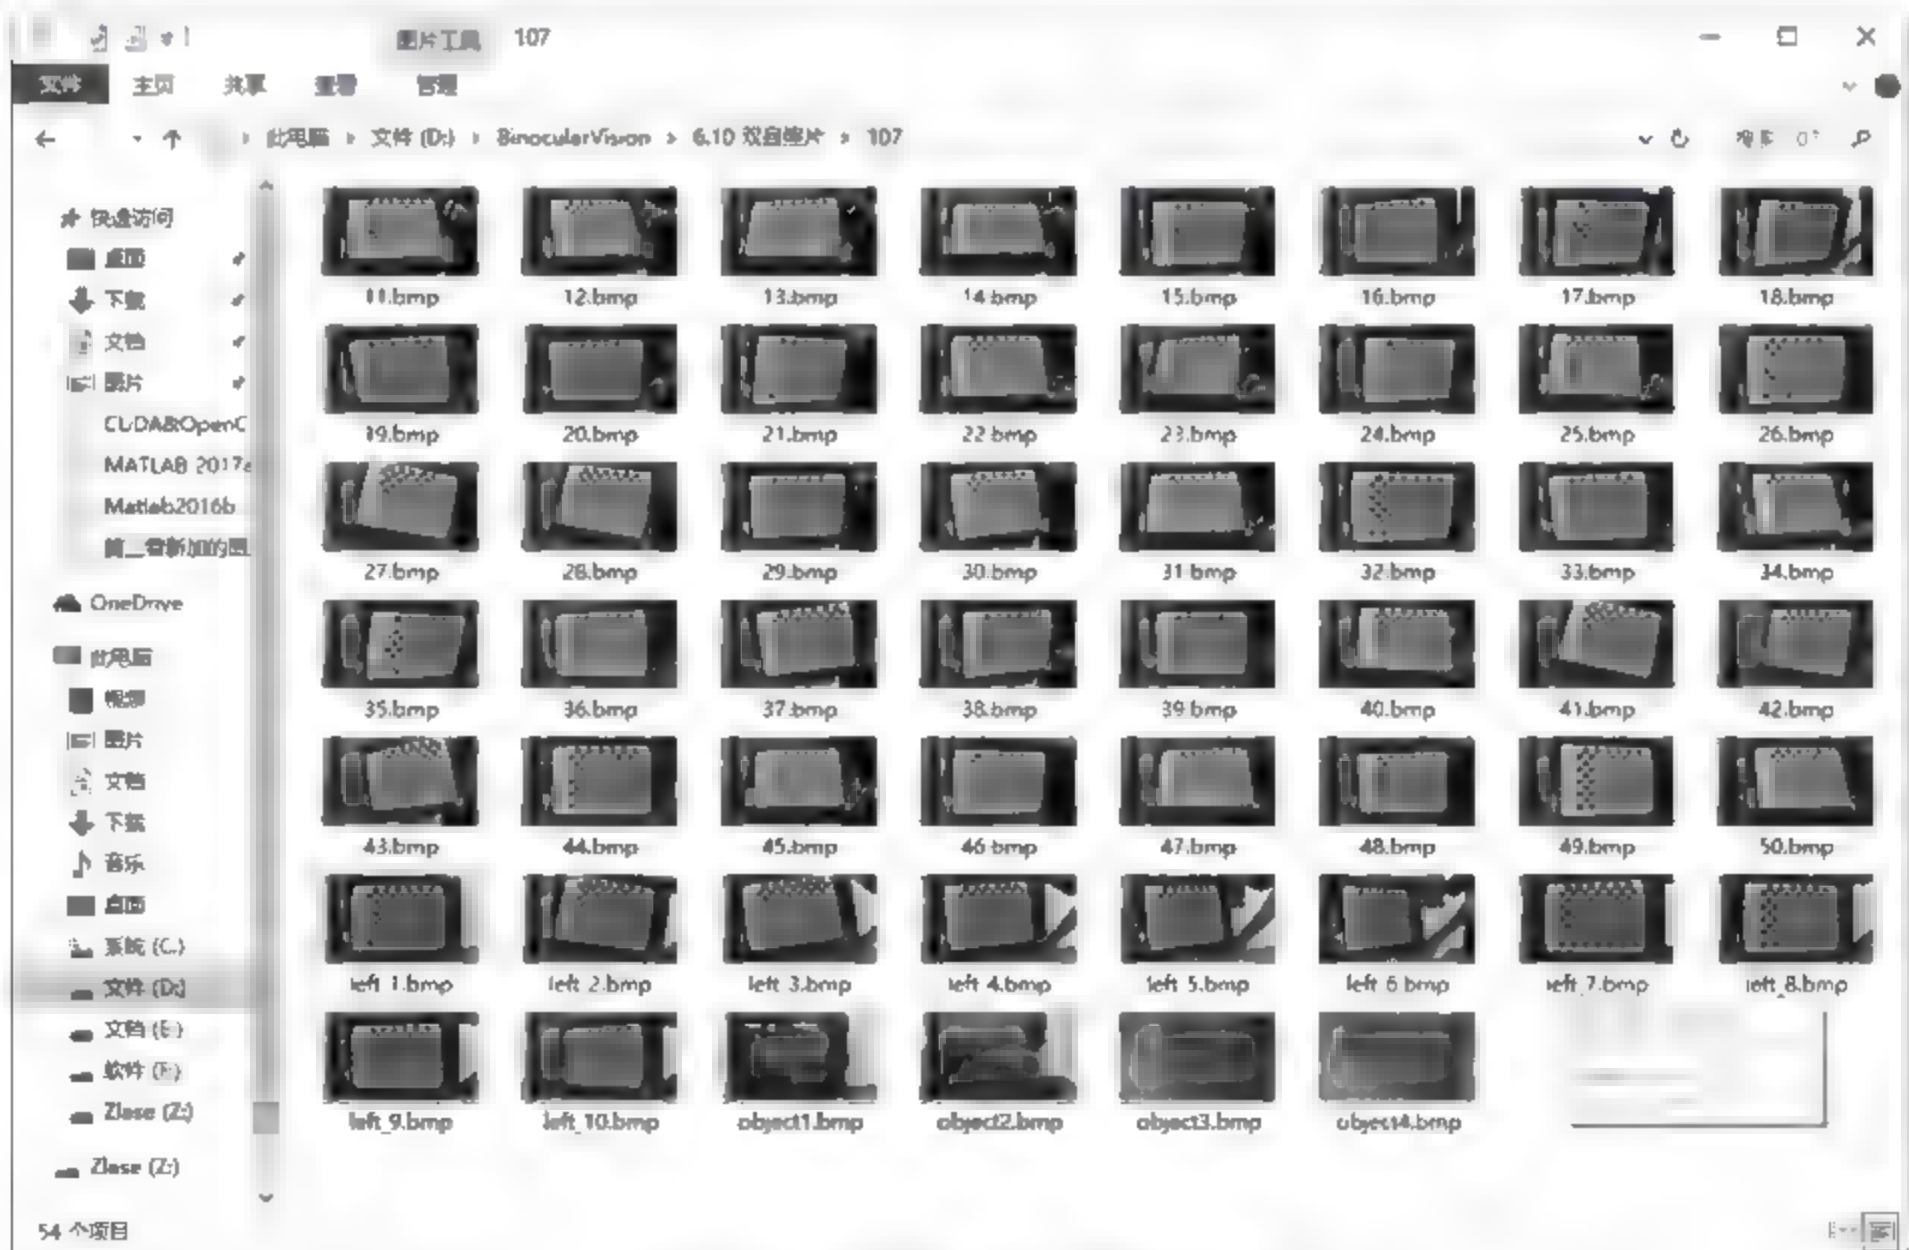 图片工具 107
文件 主页 共享 查看 管理
此电脑 文件 (D:) BinocularVision 6.10 107
快速访问
桌面
下载
文档
图片
CUDA&OpenC
MATLAB 2017a
Matlab2016b
OneDrive
此电脑
视频
图片
文档
下载
音乐
桌面
系统 (C:)
文件 (D:)
文档 (E:)
软件 (F:)
Zlase (Z:)
Zlase (Z:)
11.bmp 12.bmp 13.bmp 14.bmp 15.bmp 16.bmp 17.bmp 18.bmp
19.bmp 20.bmp 21.bmp 22.bmp 23.bmp 24.bmp 25.bmp 26.bmp
27.bmp 28.bmp 29.bmp 30.bmp 31.bmp 32.bmp 33.bmp 34.bmp
35.bmp 36.bmp 37.bmp 38.bmp 39.bmp 40.bmp 41.bmp 42.bmp
43.bmp 44.bmp 45.bmp 46.bmp 47.bmp 48.bmp 49.bmp 50.bmp
left_1.bmp left_2.bmp left_3.bmp left_4.bmp left_5.bmp left_6.bmp left_7.bmp left_8.bmp
left_9.bmp left_10.bmp object1.bmp object2.bmp object3.bmp object4.bmp
54 个项目